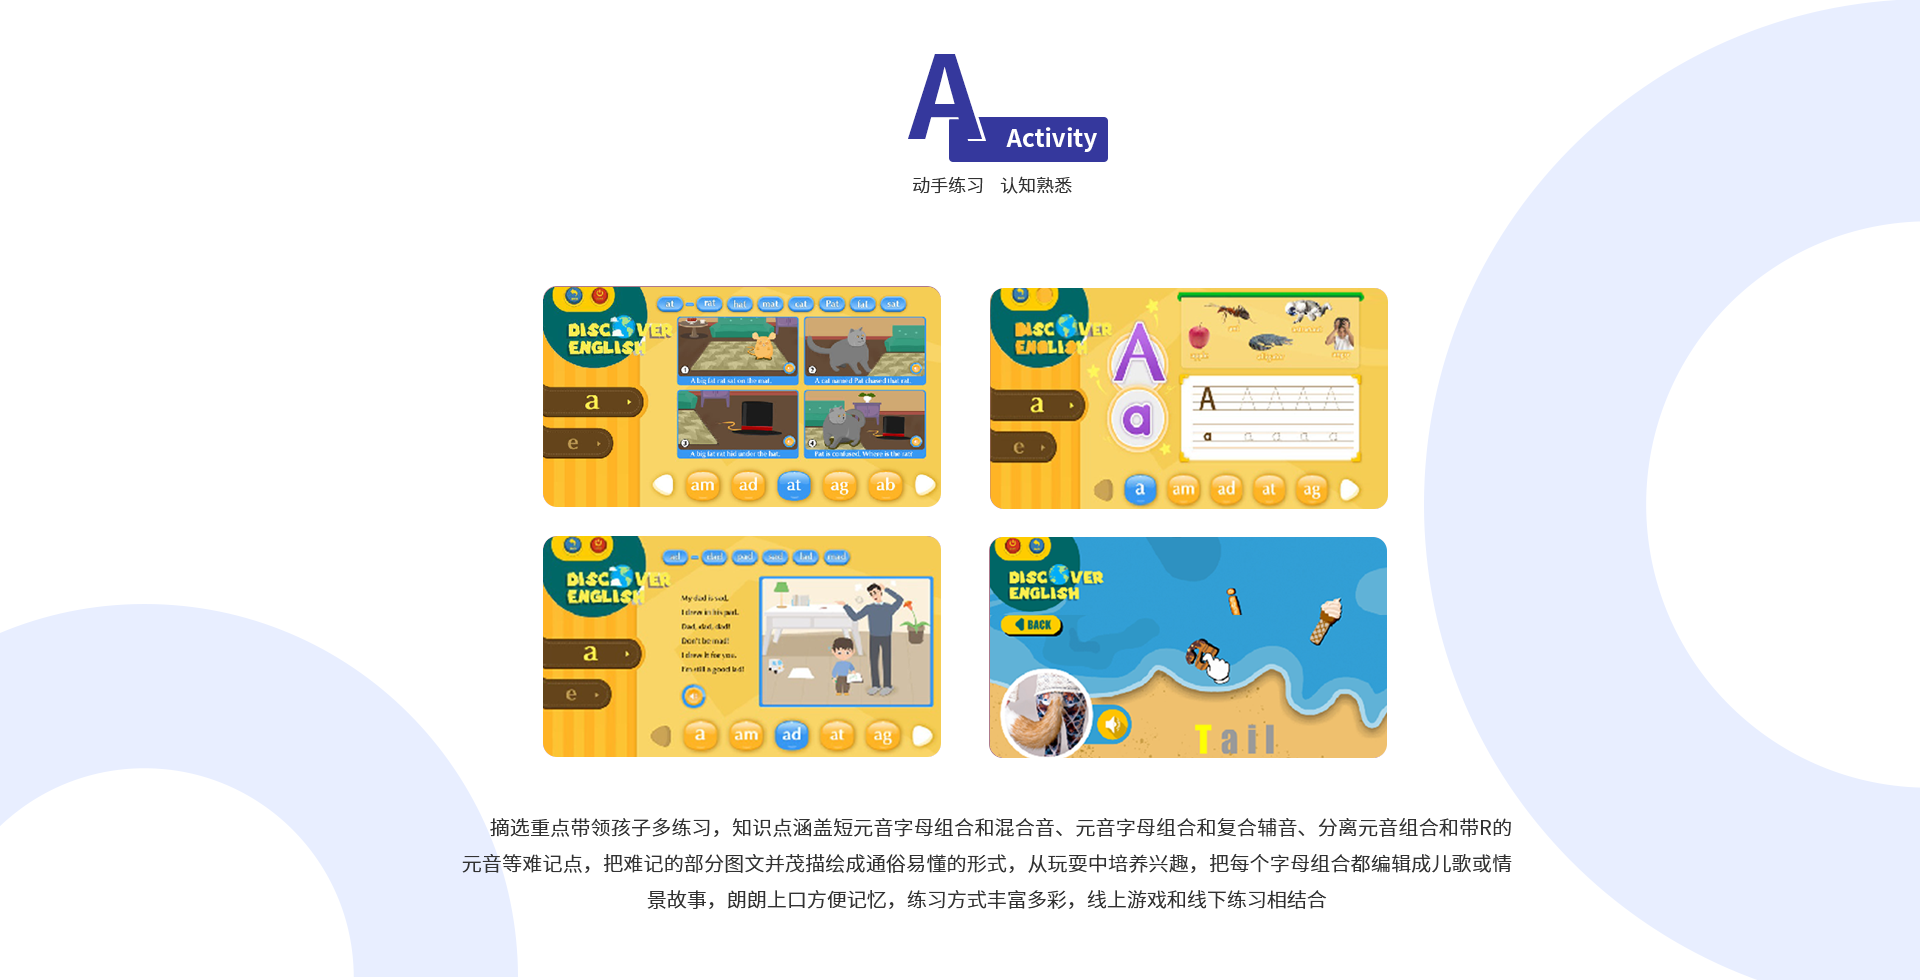 A
Activity
动手练习 认知熟悉
DISCOVER
ENGLISH
at - rat hat mat cat Pat fat sat
a
e
1
A big fat rat sat on the mat.
2
A cat named Pat chased that rat.
3
A big fat rat hid under the hat.
4
Pat is confused. Where is the rat?
am ad at ag ab
DISCOVER
ENGLISH
a
e
A
a
ant
apple
alligator
angry
A A A A A
a a a a a
a am ad at ag
DISCOVER
ENGLISH
ad - dad pad sad lad mad
a
e
My dad is sad,
I drew in his pad.
Dad, dad, dad!
Don't be mad!
I drew it for you.
I'm still a good lad!
a am ad at ag
DISCOVER
ENGLISH
BACK
Tail
摘选重点带领孩子多练习，知识点涵盖短元音字母组合和混合音、元音字母组合和复合辅音、分离元音组合和带R的
元音等难记点，把难记的部分图文并茂描绘成通俗易懂的形式，从玩耍中培养兴趣，把每个字母组合都编辑成儿歌或情
景故事，朗朗上口方便记忆，练习方式丰富多彩，线上游戏和线下练习相结合